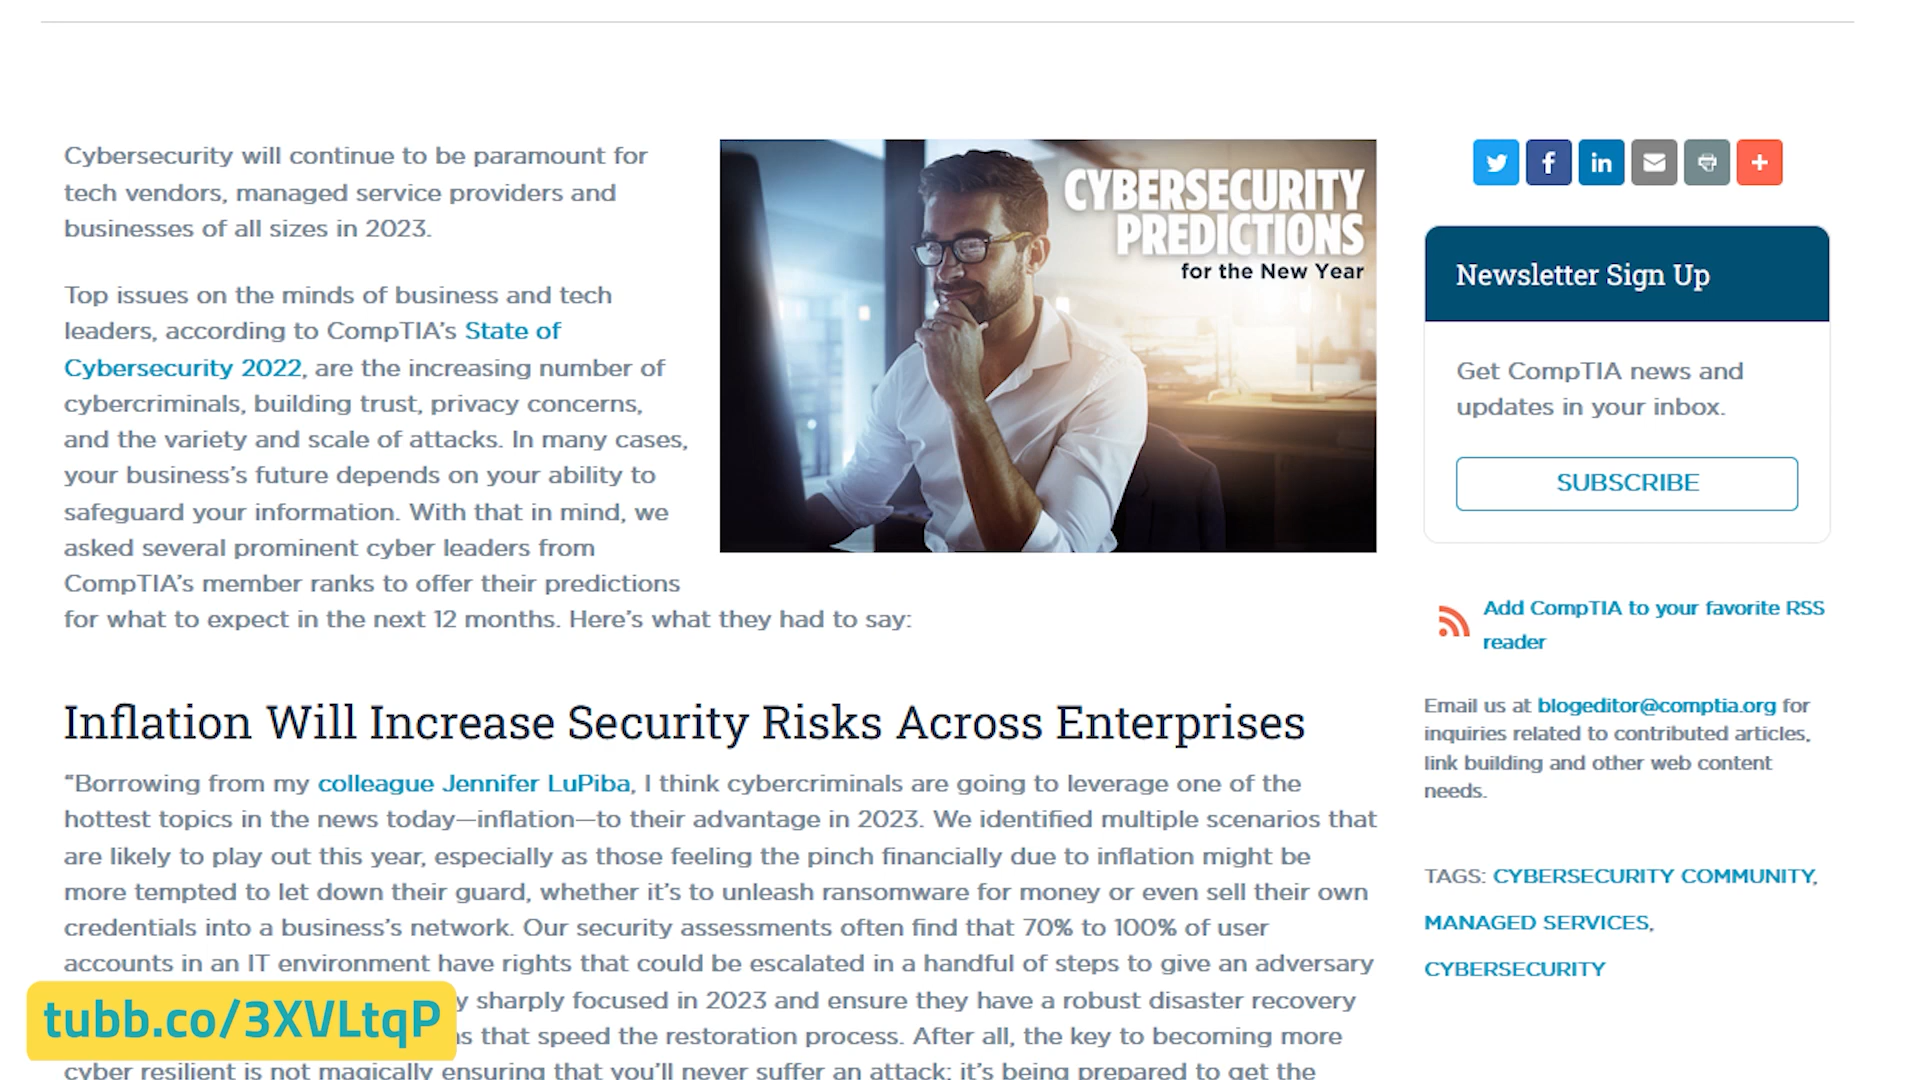 Cybersecurity will continue to be paramount for
tech vendors, managed service providers and
businesses of all sizes in 2023.
Top issues on the minds of business and tech
leaders, according to CompTIA’s State of
Cybersecurity 2022, are the increasing number of
cybercriminals, building trust, privacy concerns,
and the variety and scale of attacks. In many cases,
your business’s future depends on your ability to
safeguard your information. With that in mind, we
asked several prominent cyber leaders from
CompTIA’s member ranks to offer their predictions
for what to expect in the next 12 months. Here’s what they had to say:
CYBERSECURITY
PREDICTIONS
for the New Year
Inflation Will Increase Security Risks Across Enterprises
“Borrowing from my colleague Jennifer LuPiba, I think cybercriminals are going to leverage one of the
hottest topics in the news today—inflation—to their advantage in 2023. We identified multiple scenarios that
are likely to play out this year, especially as those feeling the pinch financially due to inflation might be
more tempted to let down their guard, whether it’s to unleash ransomware for money or even sell their own
credentials into a business’s network. Our security assessments often find that 70% to 100% of user
accounts in an IT environment have rights that could be escalated in a handful of steps to give an adversary
sharply focused in 2023 and ensure they have a robust disaster recovery
that speed the restoration process. After all, the key to becoming more
cyber resilient is not magically ensuring that you’ll never suffer an attack; it’s being prepared to get the
tubb.co/3XVLtqP
Newsletter Sign Up
Get CompTIA news and
updates in your inbox.
SUBSCRIBE
Add CompTIA to your favorite RSS
reader
Email us at blogeditor@comptia.org for
inquiries related to contributed articles,
link building and other web content
needs.
TAGS: CYBERSECURITY COMMUNITY,
MANAGED SERVICES,
CYBERSECURITY